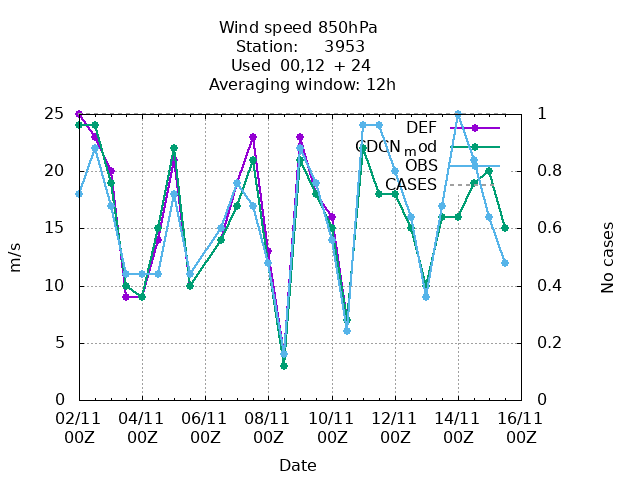 Wind speed 850hPa
Station: 3953
Used 00,12 + 24
Averaging window: 12h
25 1
DEF
CDCN_mod
20 OBS 0.8
CASES
15 0.6
m/s
No cases
10 0.4
5 0.2
0 0
02/11 04/11 06/11 08/11 10/11 12/11 14/11 16/11
00Z 00Z 00Z 00Z 00Z 00Z 00Z 00Z
Date